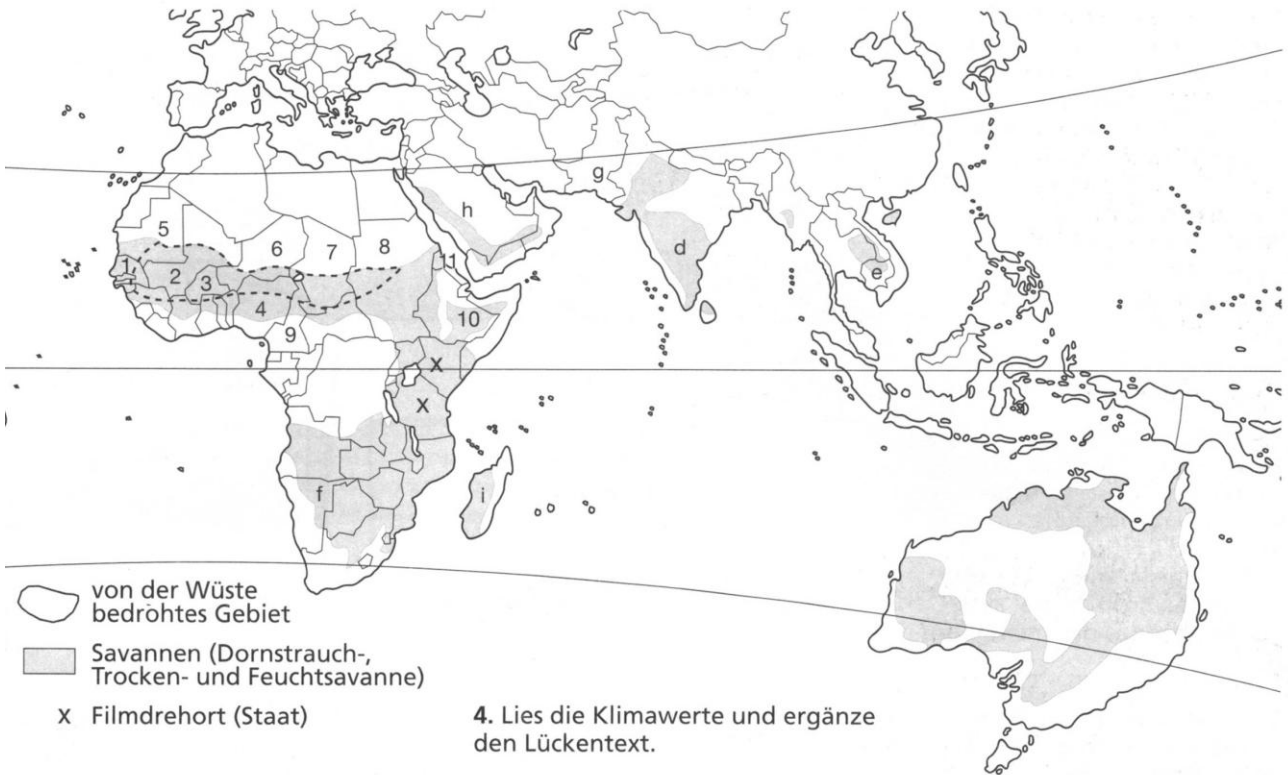 g
h
5
6
7
8
d
11
1
2
3
e
4
10
9
x
x
f
i
von der Wüste
bedrohtes Gebiet
Savannen (Dornstrauch-,
Trocken- und Feuchtsavanne)
x Filmdrehort (Staat)
4. Lies die Klimawerte und ergänze
den Lückentext.